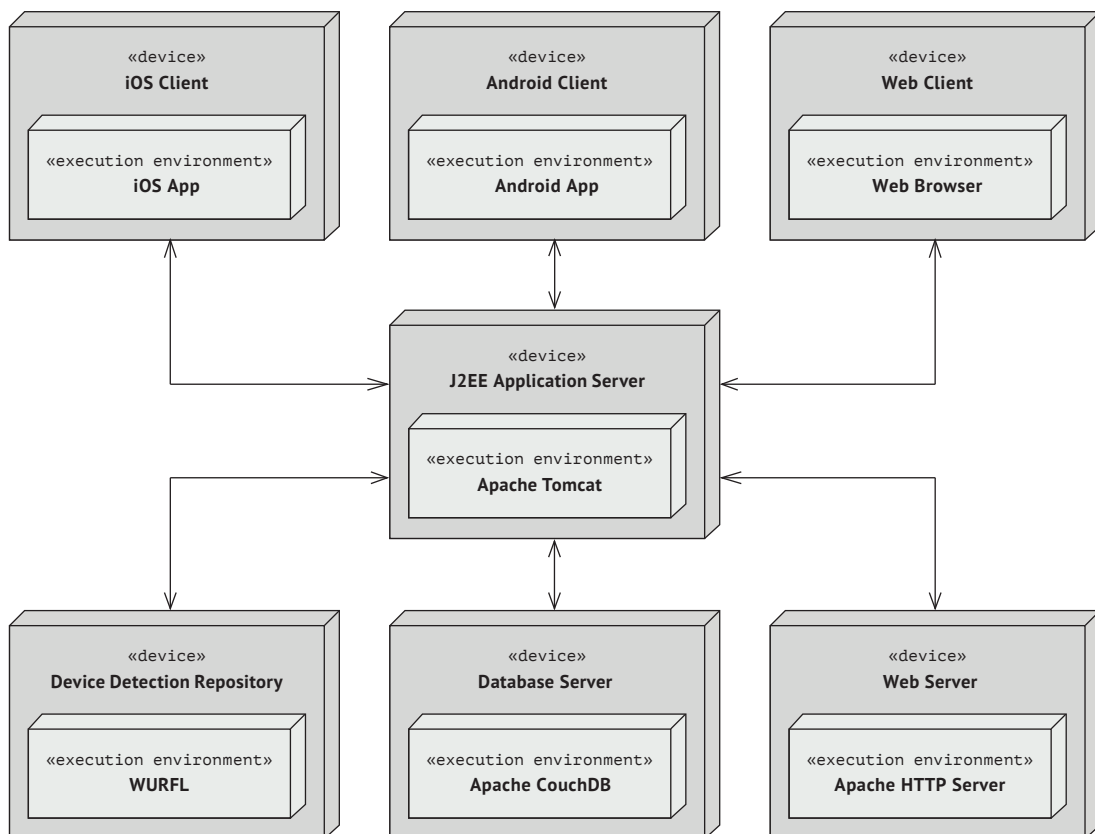 «device»
iOS Client
«execution environment»
iOS App
«device»
Android Client
«execution environment»
Android App
«device»
Web Client
«execution environment»
Web Browser
«device»
J2EE Application Server
«execution environment»
Apache Tomcat
«device»
Device Detection Repository
«execution environment»
WURFL
«device»
Database Server
«execution environment»
Apache CouchDB
«device»
Web Server
«execution environment»
Apache HTTP Server